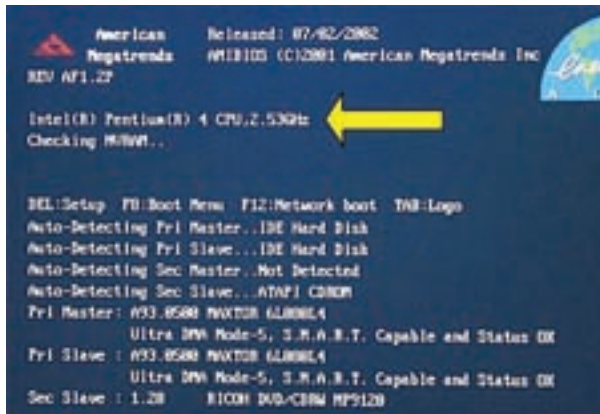 American Released: 07/02/2002
Megatrends AMIBIOS (C)2001 American Megatrends Inc
REV AF1.2P
Intel(R) Pentium(R) 4 CPU,2.53GHz
Checking NVRAM..
DEL:Setup F8:Boot Menu F12:Network boot TAB:Logo
Auto-Detecting Pri Master..IDE Hard Disk
Auto-Detecting Pri Slave...IDE Hard Disk
Auto-Detecting Sec Master..Not Detected
Auto-Detecting Sec Slave...ATAPI CDROM
Pri Master: A93.0500 MAXTOR
Ultra DMA Mode-5, S.M.A.R.T. Capable and Status OK
Pri Slave : A93.0500 MAXTOR
Ultra DMA Mode-5, S.M.A.R.T. Capable and Status OK
Sec Slave : 1.20 RICOH DVD/CDRW MP9120